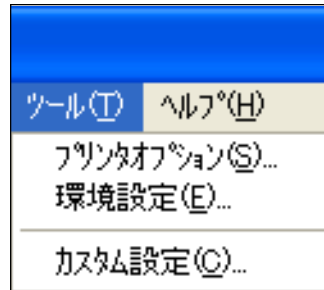 ツール(T) ヘルプ(H)
プリンタオプション(S)...
環境設定(E)...
カスタム設定(C)...